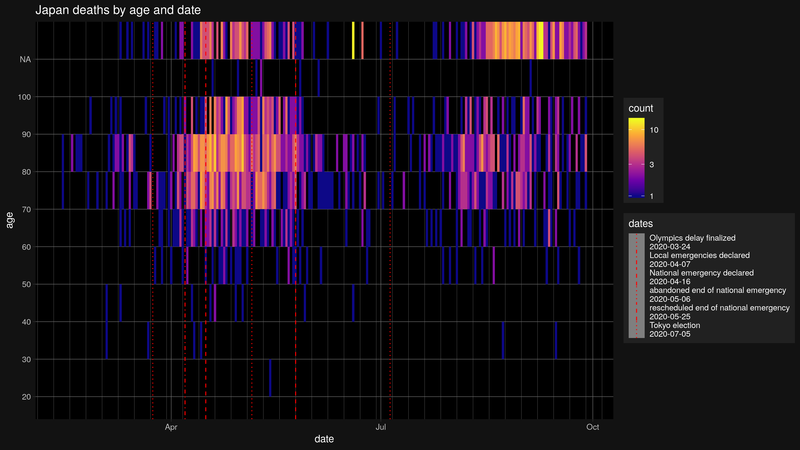 Japan deaths by age and date
NA
100
90
80
70
60
50
40
30
20
age
Apr
Jul
Oct
date
count
10
3
1
dates
Olympics delay finalized
2020-03-24
Local emergencies declared
2020-04-07
National emergency declared
2020-04-16
abandoned end of national emergency
2020-05-06
rescheduled end of national emergency
2020-05-25
Tokyo election
2020-07-05